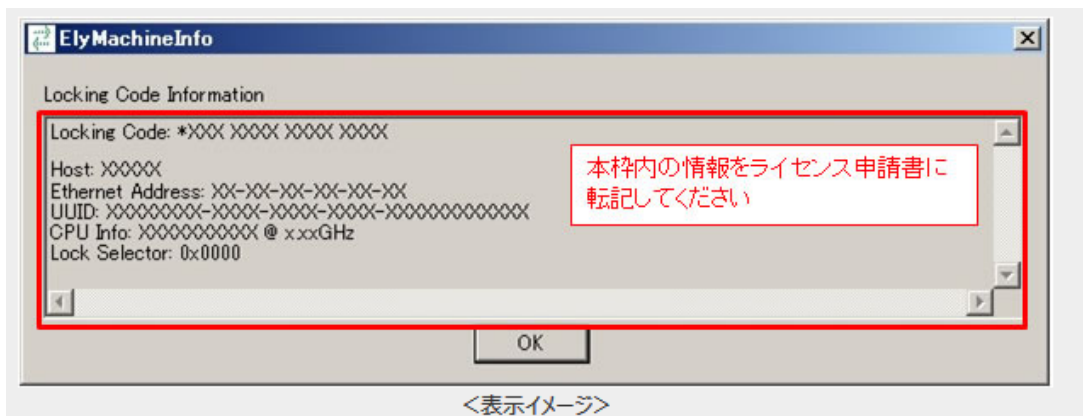 ElyMachineInfo
Locking Code Information
Locking Code: *XXX XXXX XXXX XXXX
Host: XXXXX
Ethernet Address: XX-XX-XX-XX-XX-XX
UUID: XXXXXXXX-XXXX-XXXX-XXXX-XXXXXXXXXXXXX
CPU Info: XXXXXXXXXX @ x.xxGHz
Lock Selector: 0x0000
本枠内の情報をライセンス申請書に
転記してください
OK
<表示イメージ>